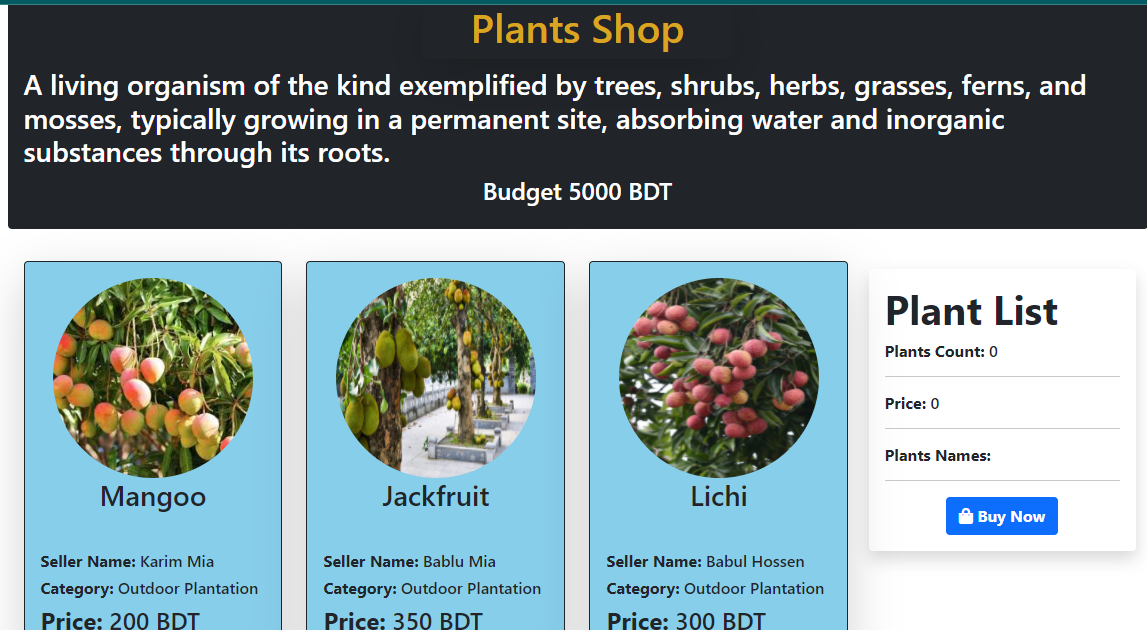 Plants Shop
A living organism of the kind exemplified by trees, shrubs, herbs, grasses, ferns, and
mosses, typically growing in a permanent site, absorbing water and inorganic
substances through its roots.
Budget 5000 BDT
Mangoo
Seller Name: Karim Mia
Category: Outdoor Plantation
Price: 200 BDT
Jackfruit
Seller Name: Bablu Mia
Category: Outdoor Plantation
Price: 350 BDT
Lichi
Seller Name: Babul Hossen
Category: Outdoor Plantation
Price: 300 BDT
Plant List
Plants Count: 0
Price: 0
Plants Names:
Buy Now